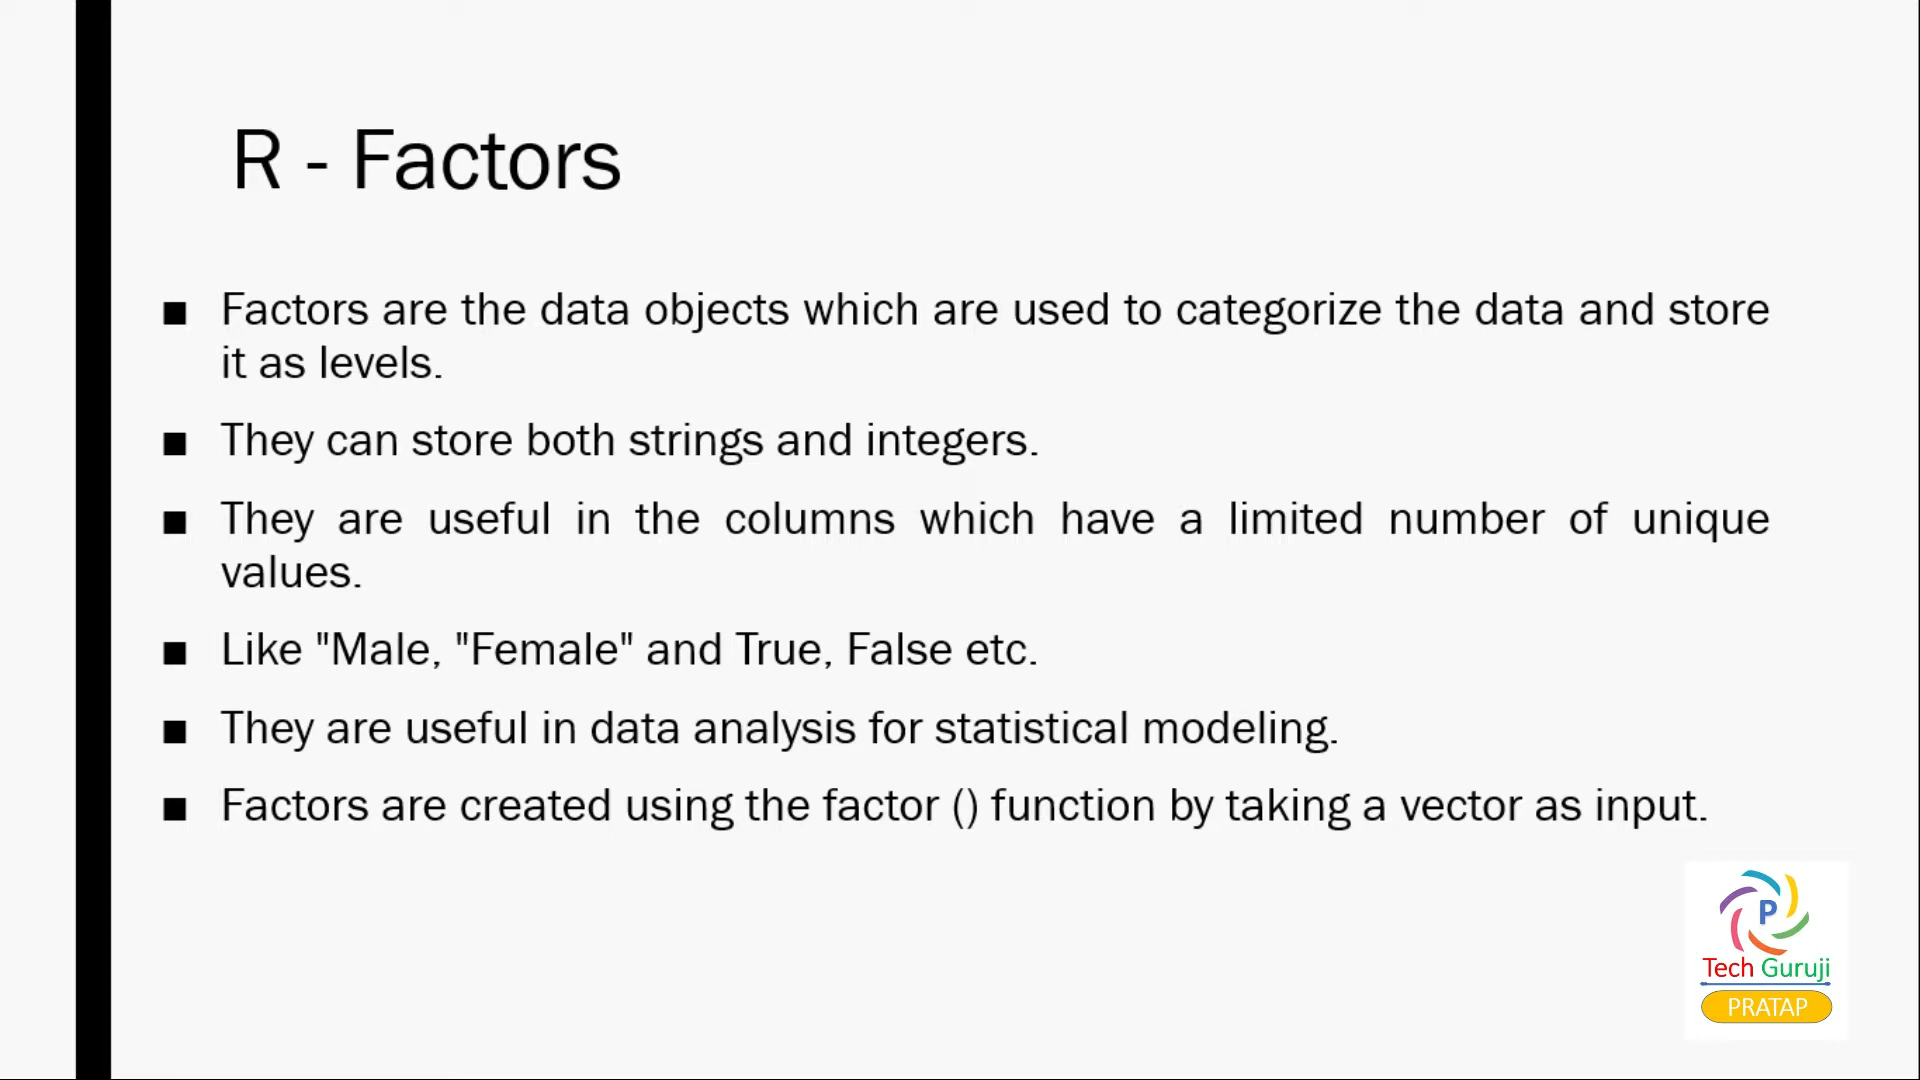 R - Factors
■ Factors are the data objects which are used to categorize the data and store
it as levels.
■ They can store both strings and integers.
■ They are useful in the columns which have a limited number of unique
values.
■ Like "Male, "Female" and True, False etc.
■ They are useful in data analysis for statistical modeling.
■ Factors are created using the factor () function by taking a vector as input.
P
Tech Guruji
PRATAP